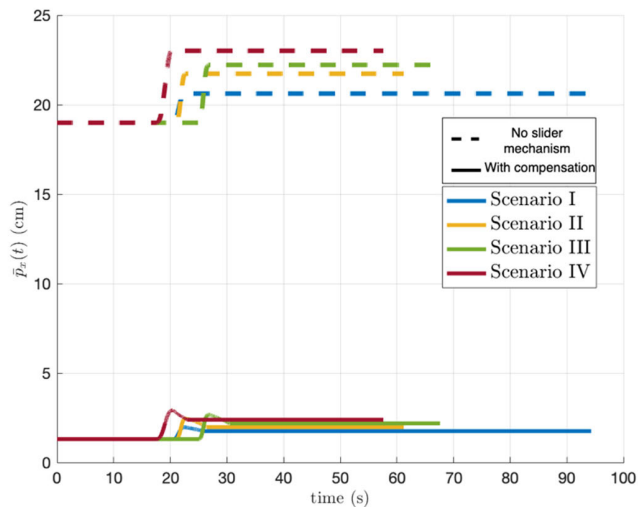 25
20
15
10
5
0
p̄ₓ(t) (cm)
No slider
mechanism
With compensation
Scenario I
Scenario II
Scenario III
Scenario IV
0 10 20 30 40 50 60 70 80 90 100
time (s)